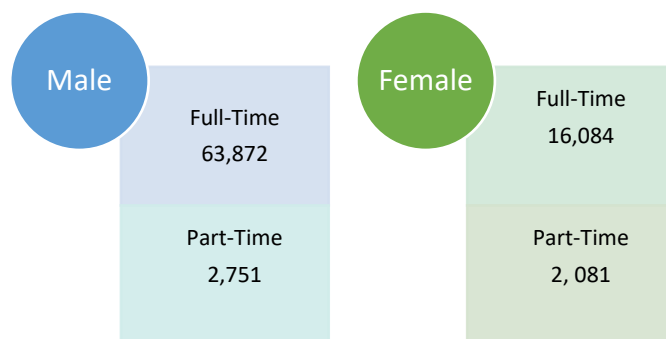 Male
Full-Time
63,872
Part-Time
2,751
Female
Full-Time
16,084
Part-Time
2, 081